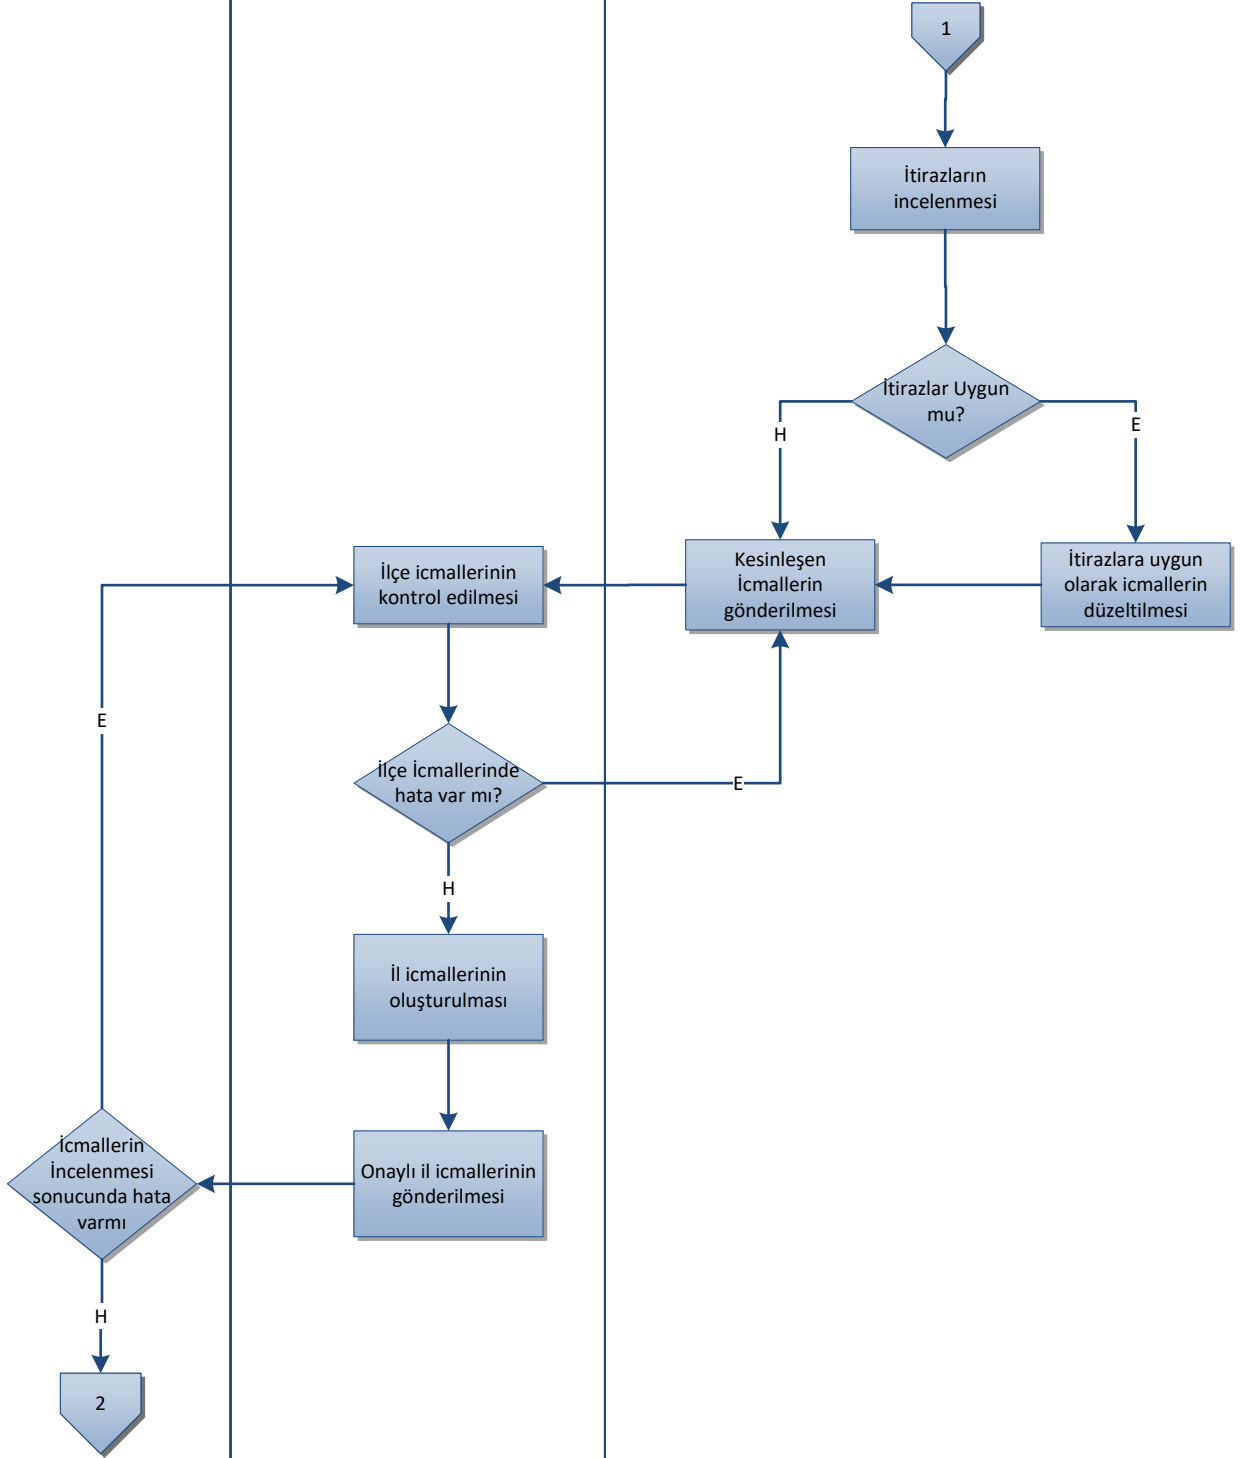 1
İtirazların
incelenmesi
İtirazlar Uygun
mu?
H
E
İlçe icmallerinin
kontrol edilmesi
Kesinleşen
İcmallerin
gönderilmesi
İtirazlara uygun
olarak icmallerin
düzeltilmesi
E
İlçe İcmallerinde
hata var mı?
E
H
İl icmallerinin
oluşturulması
İcmallerin
İncelenmesi
sonucunda hata
varmı
Onaylı il icmallerinin
gönderilmesi
H
2